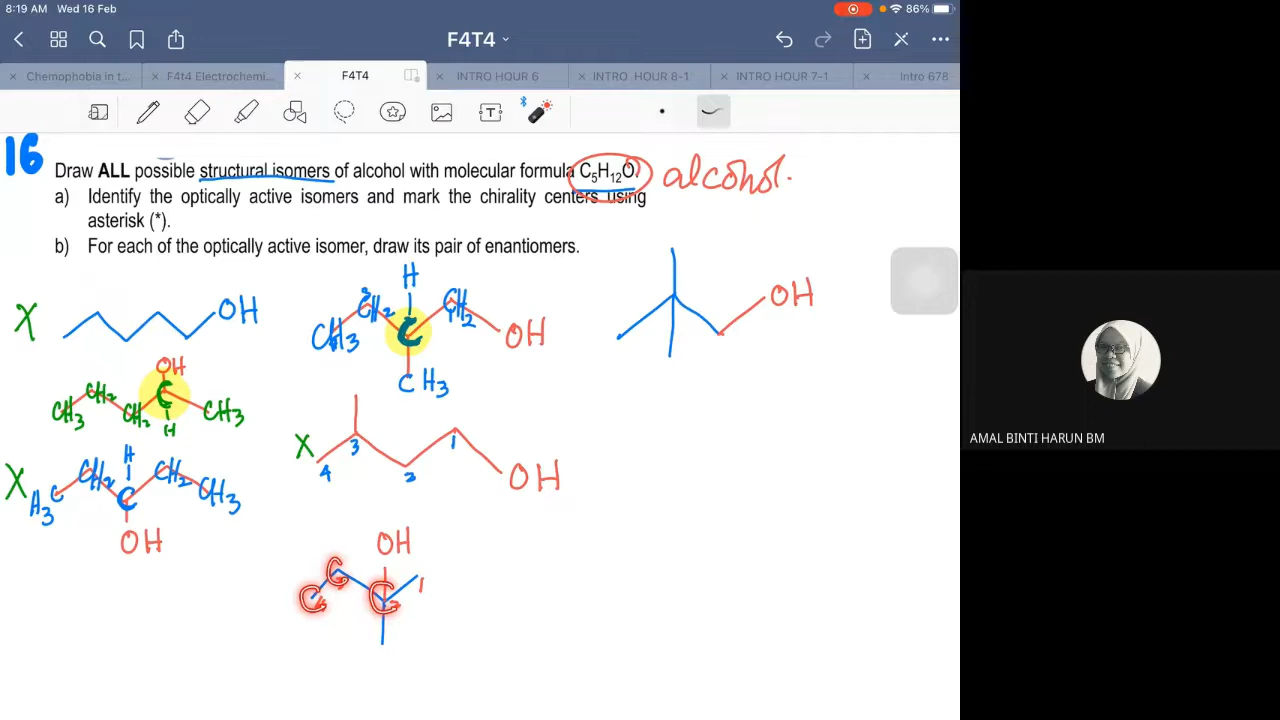 8:19 AM Wed 16 Feb
86%
F4T4
Chemophobia in t...
F4t4 Electrochemi...
F4T4
INTRO HOUR 6
INTRO HOUR 8-1
INTRO HOUR 7-1
Intro 678
16
Draw ALL possible structural isomers of alcohol with molecular formula C₅H₁₂O. alcohol.
a) Identify the optically active isomers and mark the chirality centers using
asterisk (*).
b) For each of the optically active isomer, draw its pair of enantiomers.
X OH
OH
CH3 CH2 CH2 C CH3
H
X H3C CH2 C CH2 CH3
H
OH
H
CH3 CH2 C CH2 OH
CH3
X 4 3 2 1 OH
OH
C C C 1
OH
AMAL BINTI HARUN BM